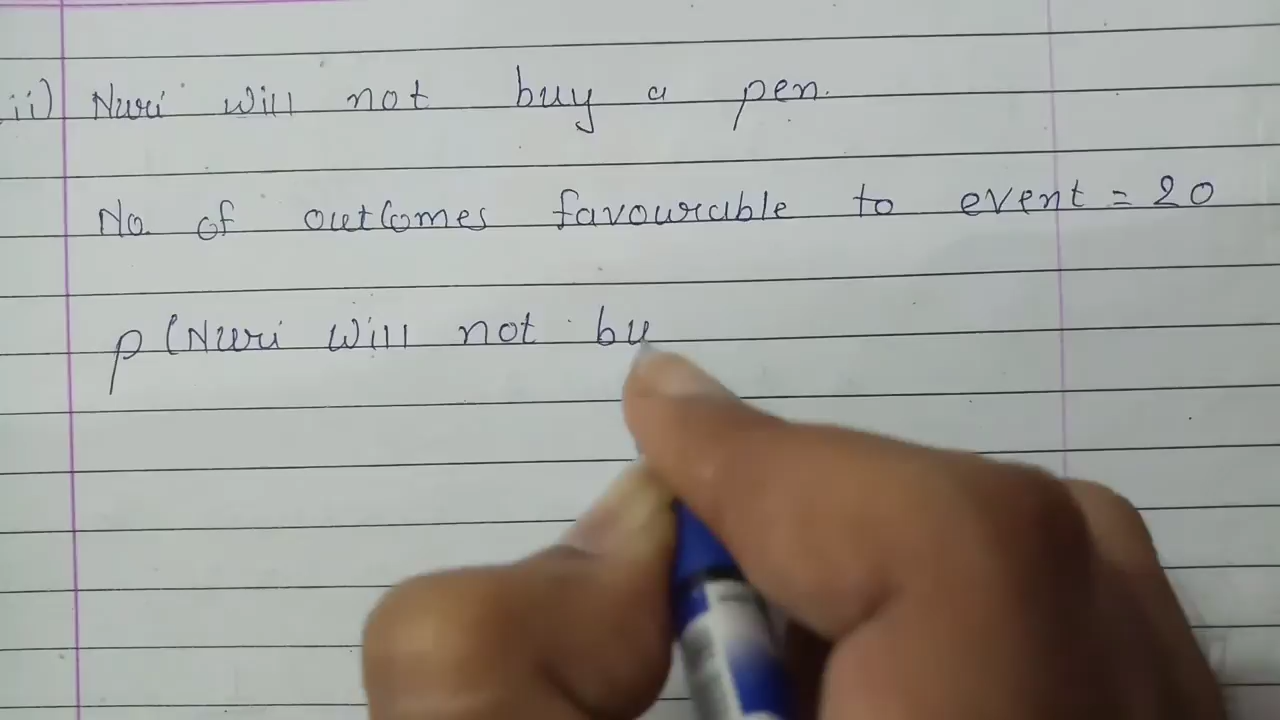 ii) Nuri will not buy a pen.
No. of outcomes favourable to event = 20
P(Nuri will not bu